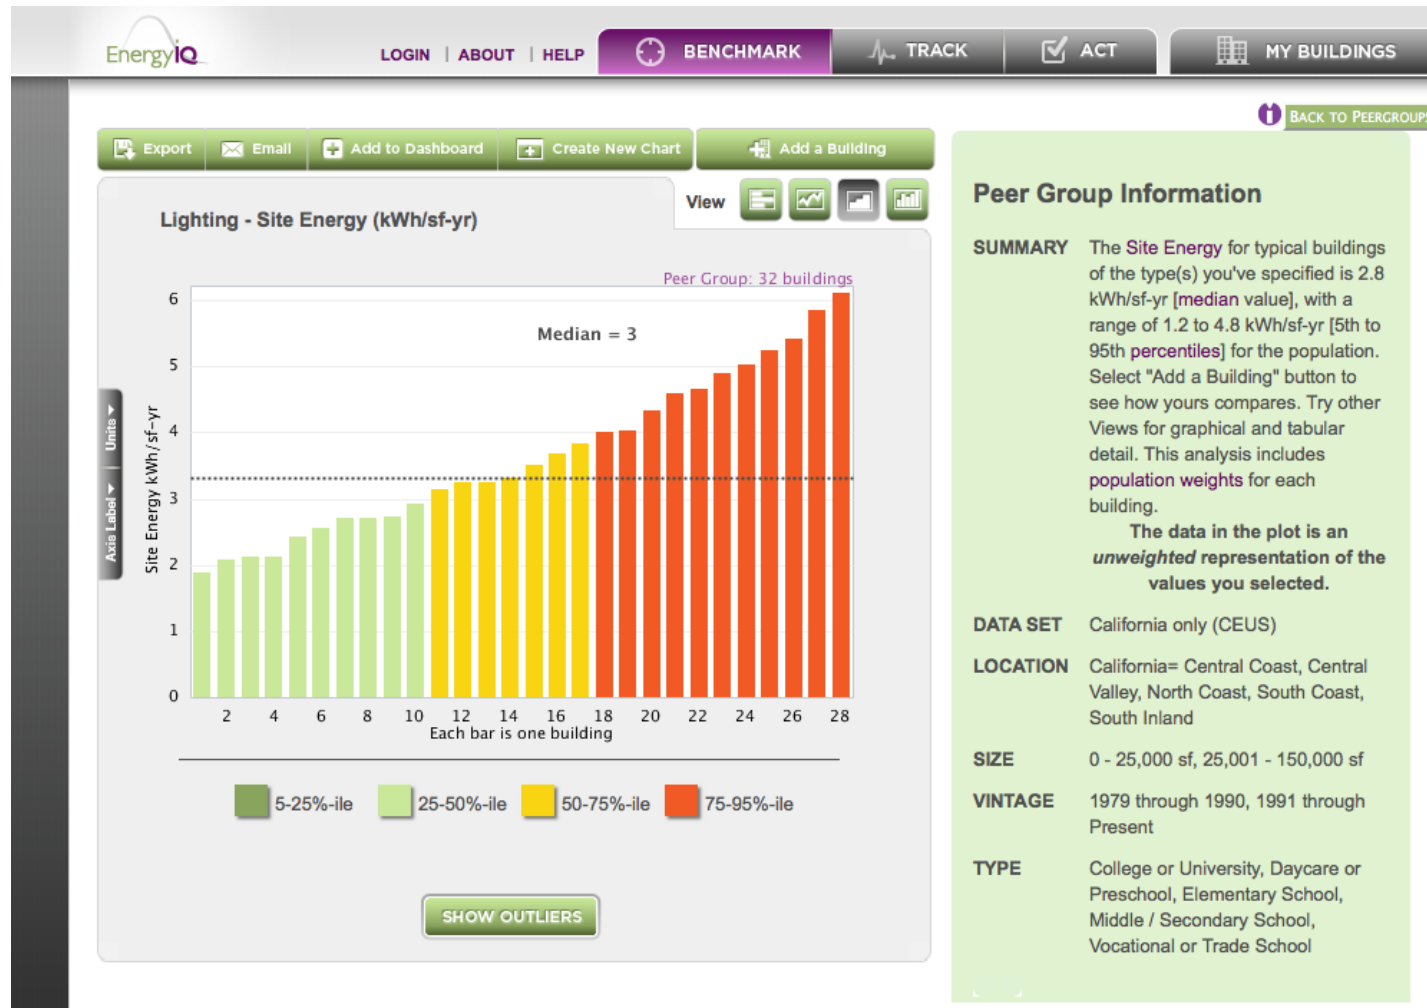 EnergyIQ
LOGIN | ABOUT | HELP
BENCHMARK
TRACK
ACT
MY BUILDINGS
BACK TO PEERGROUPS
Export
Email
Add to Dashboard
Create New Chart
Add a Building
View
Lighting - Site Energy (kWh/sf-yr)
Peer Group: 32 buildings
Median = 3
Units
Axis Label
Site Energy kWh/sf-yr
6
5
4
3
2
1
0
2 4 6 8 10 12 14 16 18 20 22 24 26 28
Each bar is one building
5-25%-ile 25-50%-ile 50-75%-ile 75-95%-ile
SHOW OUTLIERS
Peer Group Information
SUMMARY
The Site Energy for typical buildings
of the type(s) you've specified is 2.8
kWh/sf-yr [median value], with a
range of 1.2 to 4.8 kWh/sf-yr [5th to
95th percentiles] for the population.
Select "Add a Building" button to
see how yours compares. Try other
Views for graphical and tabular
detail. This analysis includes
population weights for each
building.
The data in the plot is an
unweighted representation of the
values you selected.
DATA SET California only (CEUS)
LOCATION California= Central Coast, Central
Valley, North Coast, South Coast,
South Inland
SIZE 0 - 25,000 sf, 25,001 - 150,000 sf
VINTAGE 1979 through 1990, 1991 through
Present
TYPE College or University, Daycare or
Preschool, Elementary School,
Middle / Secondary School,
Vocational or Trade School